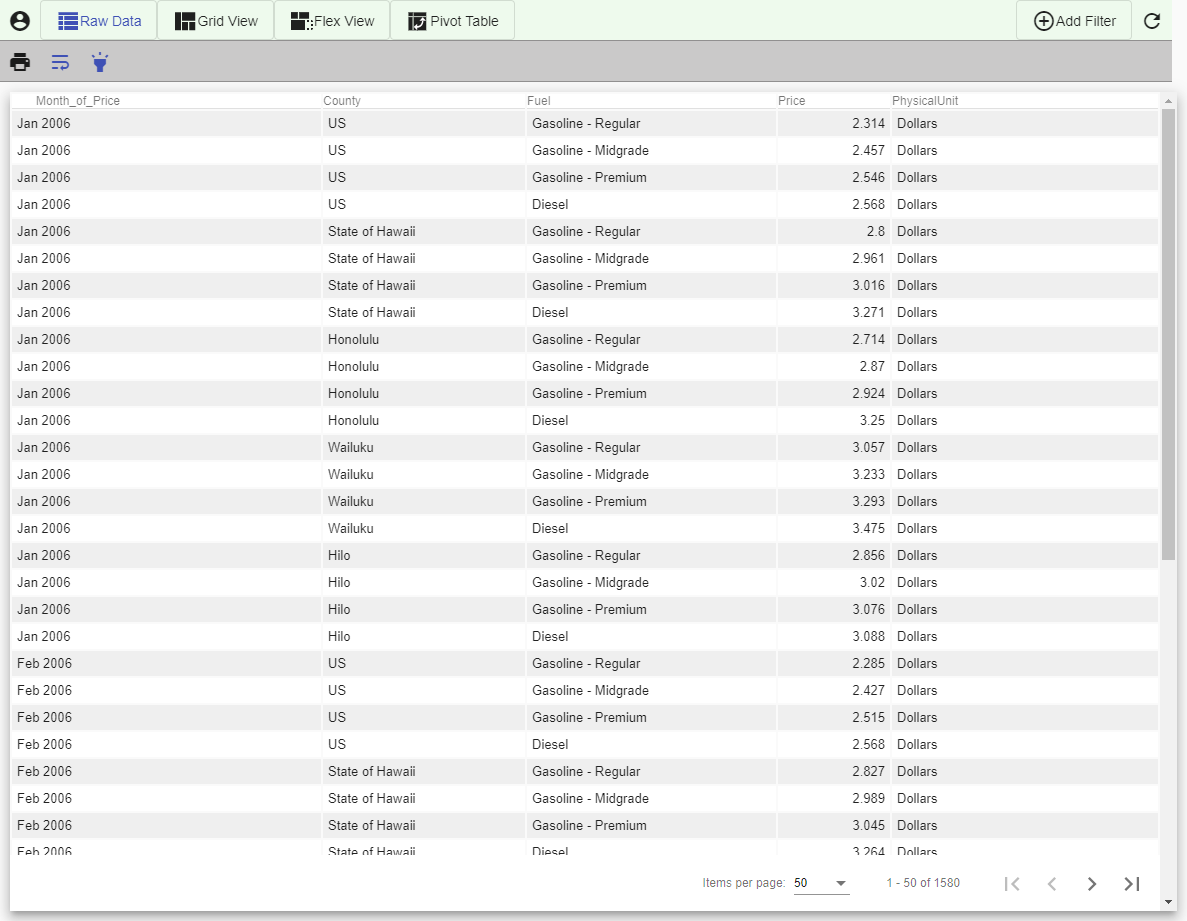 Raw Data Grid View Flex View Pivot Table Add Filter
Month_of_Price County Fuel Price PhysicalUnit
Jan 2006 US Gasoline - Regular 2.314 Dollars
Jan 2006 US Gasoline - Midgrade 2.457 Dollars
Jan 2006 US Gasoline - Premium 2.546 Dollars
Jan 2006 US Diesel 2.568 Dollars
Jan 2006 State of Hawaii Gasoline - Regular 2.8 Dollars
Jan 2006 State of Hawaii Gasoline - Midgrade 2.961 Dollars
Jan 2006 State of Hawaii Gasoline - Premium 3.016 Dollars
Jan 2006 State of Hawaii Diesel 3.271 Dollars
Jan 2006 Honolulu Gasoline - Regular 2.714 Dollars
Jan 2006 Honolulu Gasoline - Midgrade 2.87 Dollars
Jan 2006 Honolulu Gasoline - Premium 2.924 Dollars
Jan 2006 Honolulu Diesel 3.25 Dollars
Jan 2006 Wailuku Gasoline - Regular 3.057 Dollars
Jan 2006 Wailuku Gasoline - Midgrade 3.233 Dollars
Jan 2006 Wailuku Gasoline - Premium 3.293 Dollars
Jan 2006 Wailuku Diesel 3.475 Dollars
Jan 2006 Hilo Gasoline - Regular 2.856 Dollars
Jan 2006 Hilo Gasoline - Midgrade 3.02 Dollars
Jan 2006 Hilo Gasoline - Premium 3.076 Dollars
Jan 2006 Hilo Diesel 3.088 Dollars
Feb 2006 US Gasoline - Regular 2.285 Dollars
Feb 2006 US Gasoline - Midgrade 2.427 Dollars
Feb 2006 US Gasoline - Premium 2.515 Dollars
Feb 2006 US Diesel 2.568 Dollars
Feb 2006 State of Hawaii Gasoline - Regular 2.827 Dollars
Feb 2006 State of Hawaii Gasoline - Midgrade 2.989 Dollars
Feb 2006 State of Hawaii Gasoline - Premium 3.045 Dollars
Feb 2006 State of Hawaii Diesel 3.264 Dollars
Items per page: 50 1 - 50 of 1580